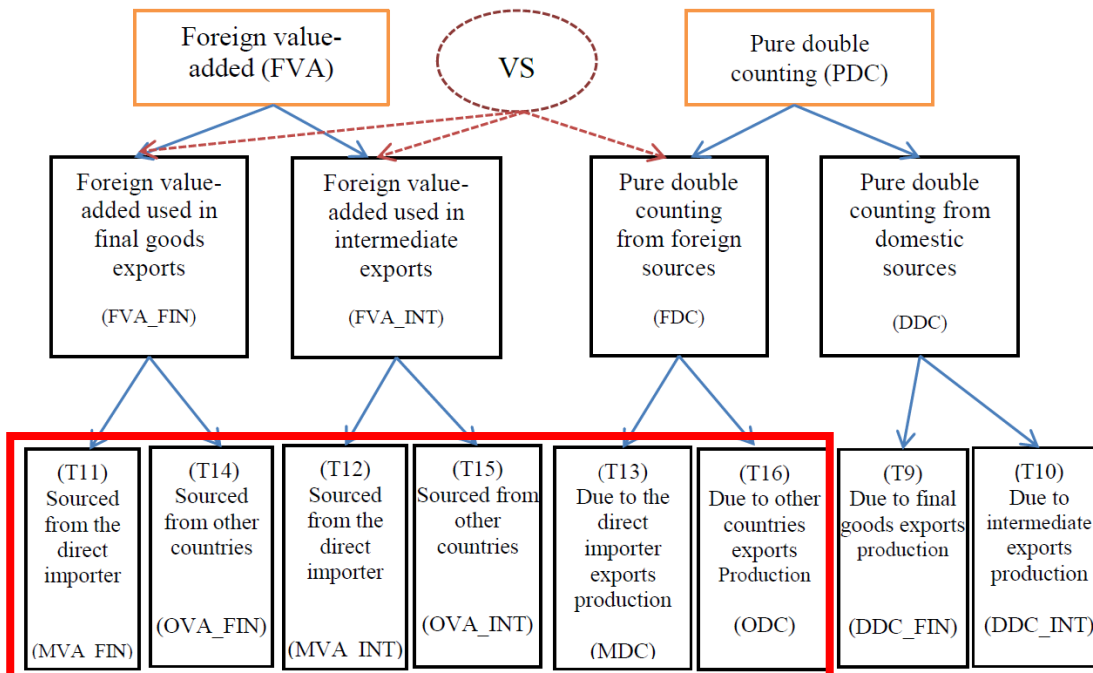 Foreign value-
added (FVA)
VS
Pure double
counting (PDC)
Foreign value-
added used in
final goods
exports
(FVA_FIN)
Foreign value-
added used in
intermediate
exports
(FVA_INT)
Pure double
counting
from foreign
sources
(FDC)
Pure double
counting from
domestic
sources
(DDC)
(T11)
Sourced
from the
direct
importer
(MVA_FIN)
(T14)
Sourced
from other
countries
(OVA_FIN)
(T12)
Sourced
from the
direct
importer
(MVA_INT)
(T15)
Sourced from
other
countries
(OVA_INT)
(T13)
Due to the
direct
importer
exports
production
(MDC)
(T16)
Due to other
countries
exports
Production
(ODC)
(T9)
Due to final
goods exports
production
(DDC_FIN)
(T10)
Due to
intermediate
exports
production
(DDC_INT)